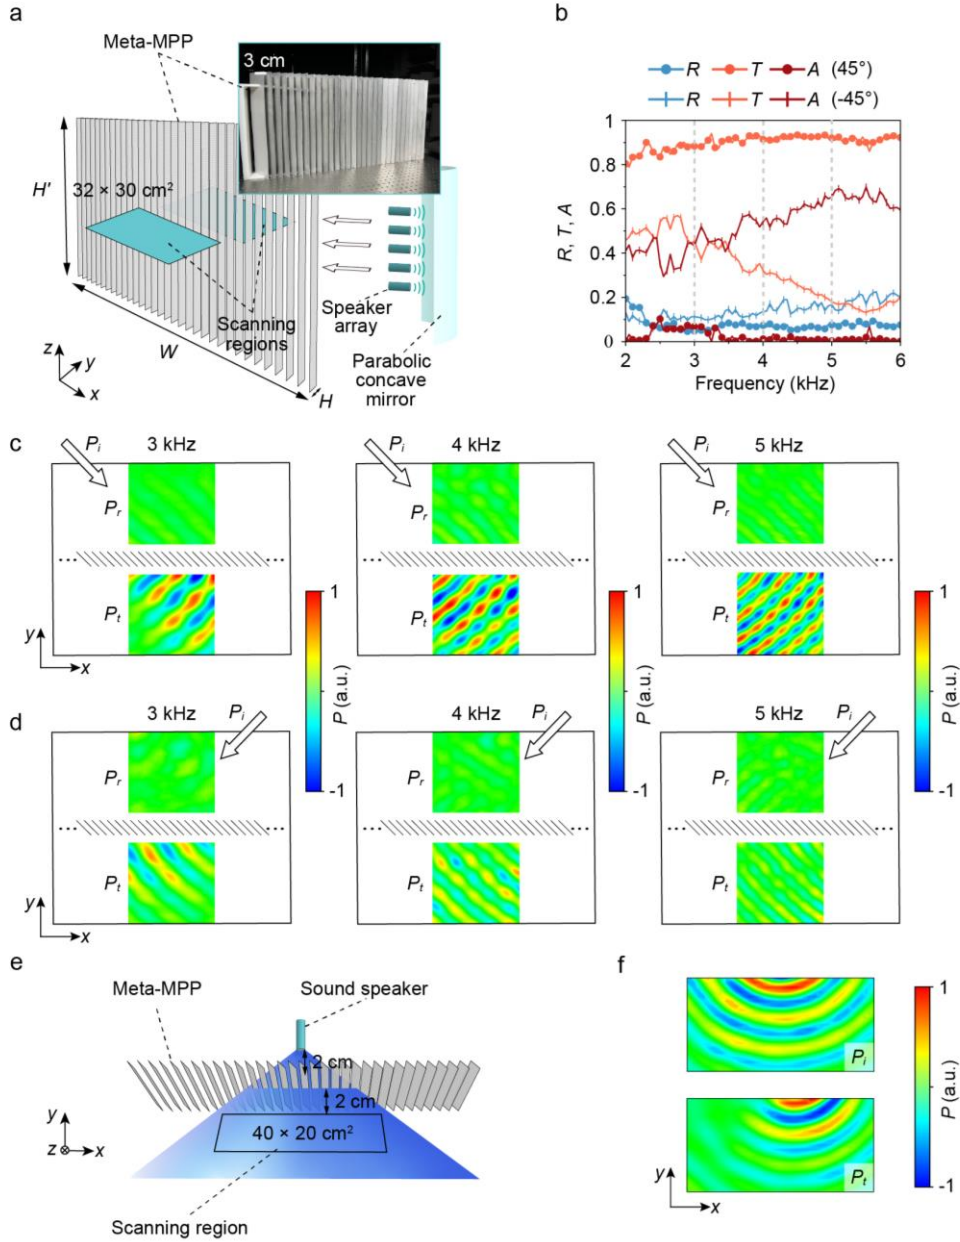 a
Meta-MPP
3 cm
H'
32 × 30 cm²
Scanning
regions
Speaker
array
Parabolic
concave
mirror
W
H
z
y
x
b
R T A (45°)
R T A (-45°)
R, T, A
1
0.8
0.6
0.4
0.2
0
2 3 4 5 6
Frequency (kHz)
c
Pi 3 kHz
Pi 4 kHz
Pi 5 kHz
Pr
Pr
Pr
...
...
...
...
...
...
Pt
Pt
Pt
1
P (a.u.)
-1
1
P (a.u.)
-1
1
P (a.u.)
-1
y
x
d
3 kHz Pi
4 kHz Pi
5 kHz Pi
Pr
Pr
Pr
...
...
...
...
...
...
Pt
Pt
Pt
y
x
e
Meta-MPP
Sound speaker
2 cm
2 cm
40 × 20 cm²
Scanning region
y
z
x
f
Pi
Pt
1
P (a.u.)
-1
y
x